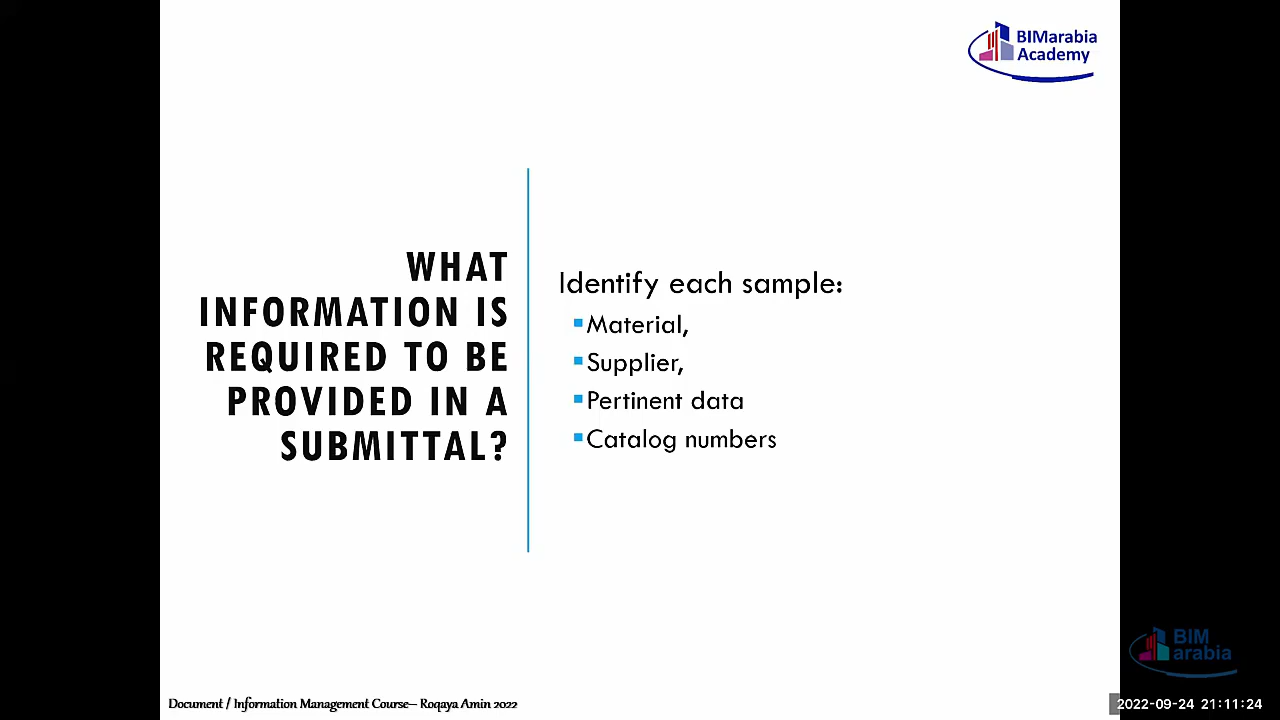 BIMarabia
Academy
WHAT
INFORMATION IS
REQUIRED TO BE
PROVIDED IN A
SUBMITTAL?
Identify each sample:
Material,
Supplier,
Pertinent data
Catalog numbers
BIM
arabia
Document / Information Management Course– Roqaya Amin 2022
2022-09-24 21:11:24